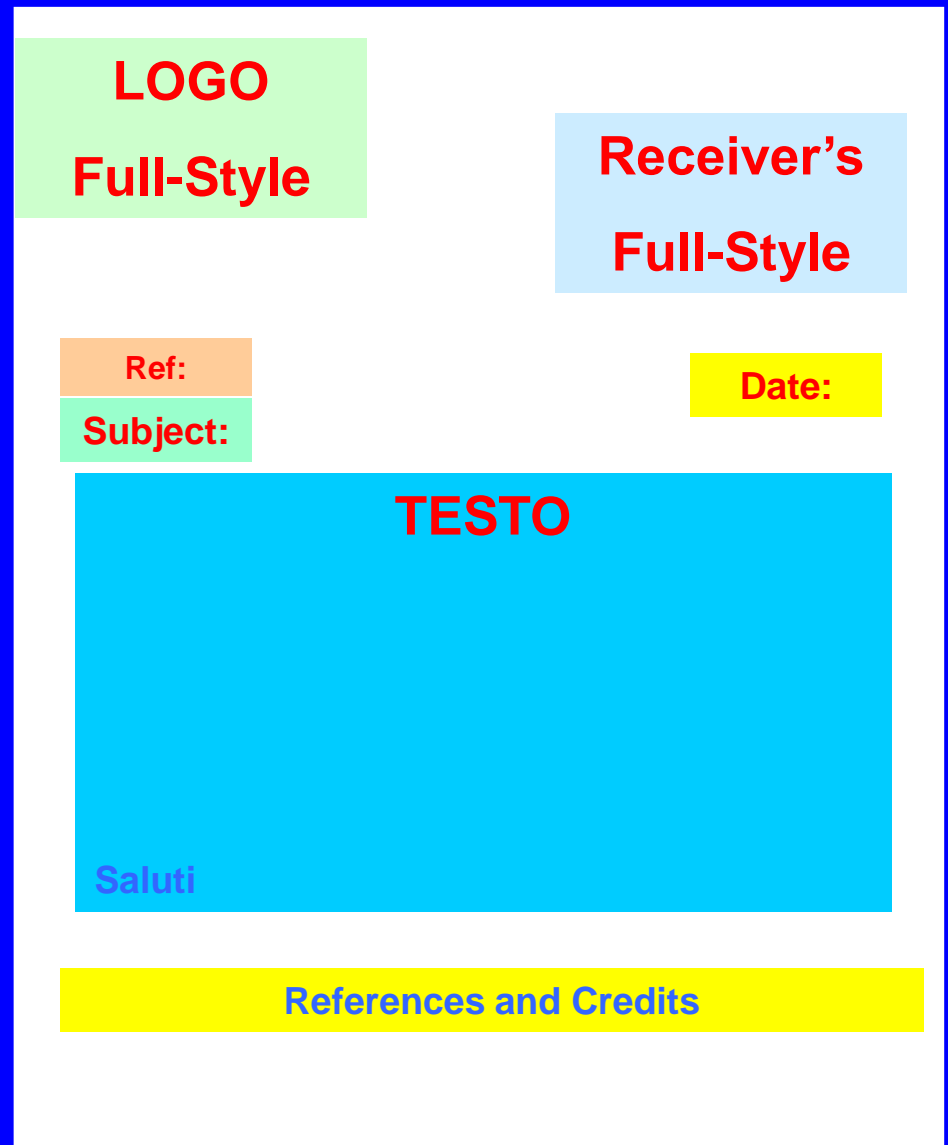 LOGO
Full-Style
Receiver’s
Full-Style
Ref:
Date:
Subject:
TESTO
Saluti
References and Credits